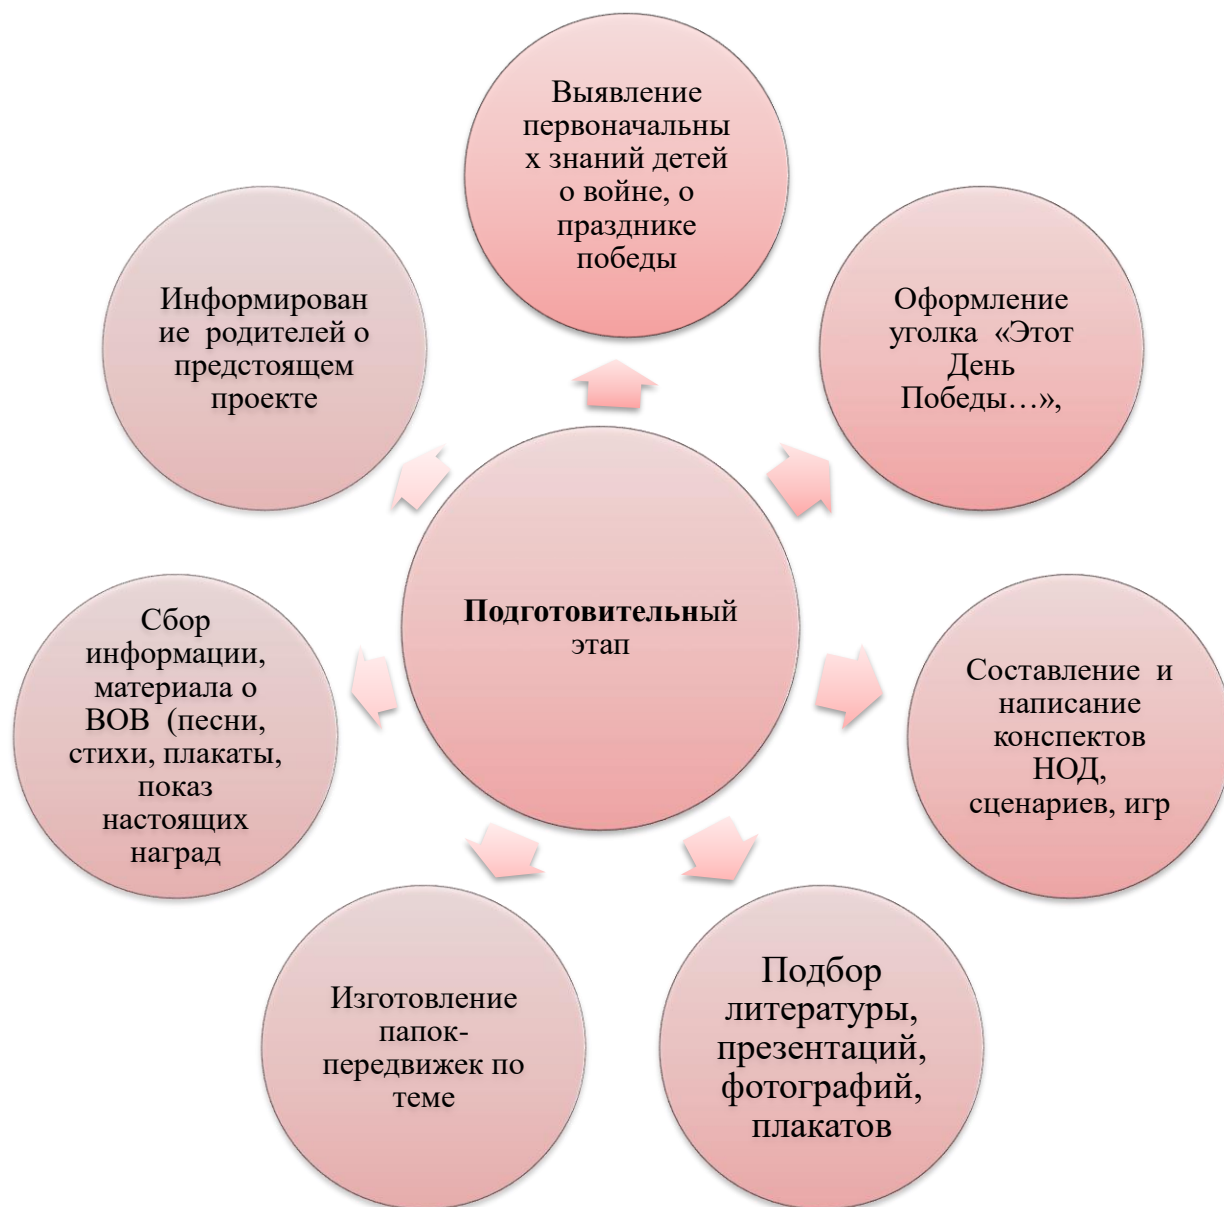 Выявление
первоначальны
х знаний детей
о войне, о
празднике
победы
Оформление
уголка «Этот
День
Победы...»,
Составление и
написание
конспектов
НОД,
сценариев, игр
Подбор
литературы,
презентаций,
фотографий,
плакатов
Изготовление
папок-
передвижек по
теме
Сбор
информации,
материала о
ВОВ (песни,
стихи, плакаты,
показ
настоящих
наград
Информирован
ие родителей о
предстоящем
проекте
Подготовительный
этап